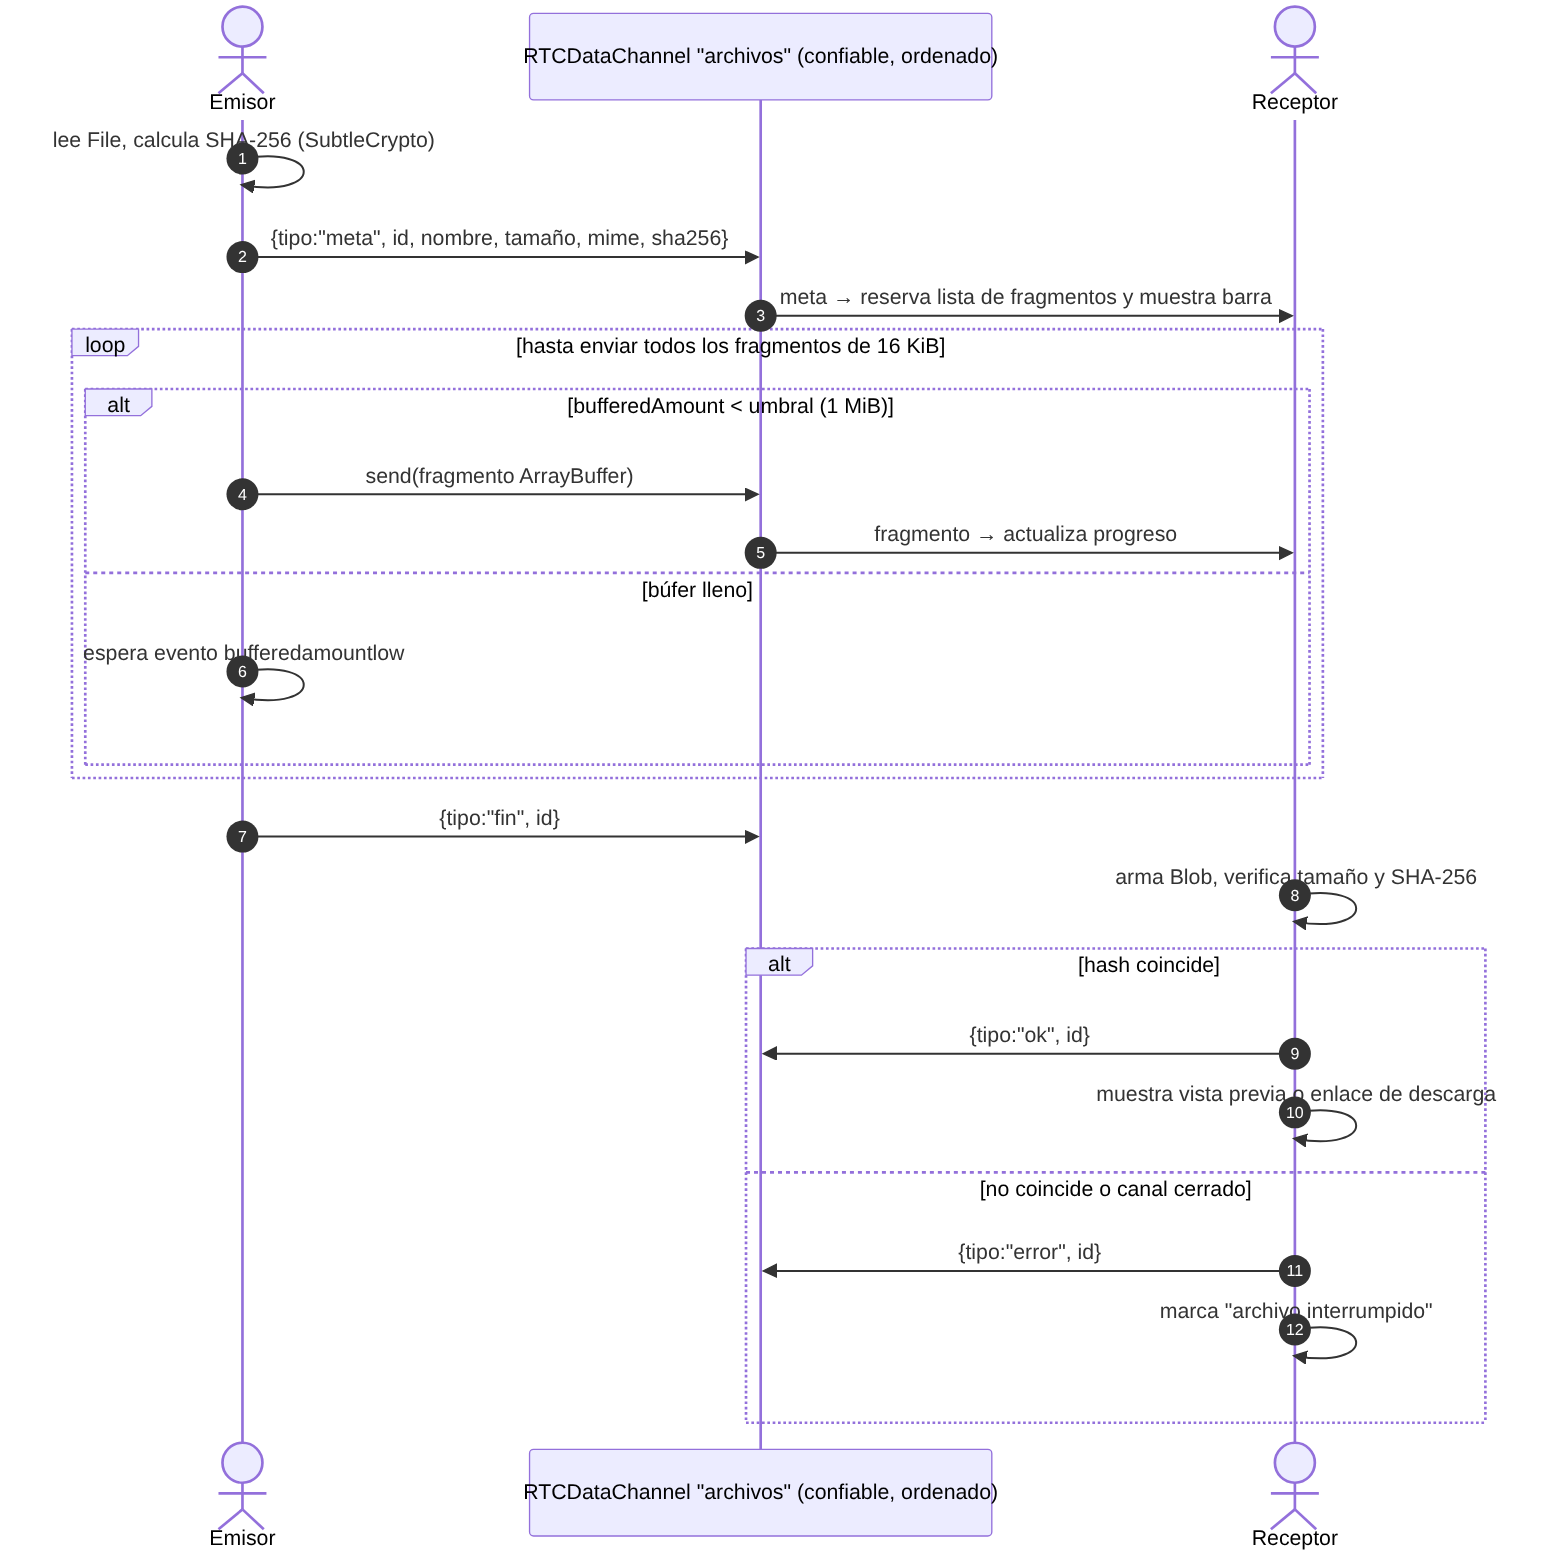 Emisor
RTCDataChannel "archivos" (confiable, ordenado)
Receptor
lee File, calcula SHA-256 (SubtleCrypto)
1
{tipo:"meta", id, nombre, tamaño, mime, sha256}
2
meta → reserva lista de fragmentos y muestra barra
3
loop
[hasta enviar todos los fragmentos de 16 KiB]
alt
[bufferedAmount < umbral (1 MiB)]
send(fragmento ArrayBuffer)
4
fragmento → actualiza progreso
5
[búfer lleno]
espera evento bufferedamountlow
6
{tipo:"fin", id}
7
arma Blob, verifica tamaño y SHA-256
8
alt
[hash coincide]
{tipo:"ok", id}
9
muestra vista previa o enlace de descarga
10
[no coincide o canal cerrado]
{tipo:"error", id}
11
marca "archivo interrumpido"
12
Emisor
RTCDataChannel "archivos" (confiable, ordenado)
Receptor